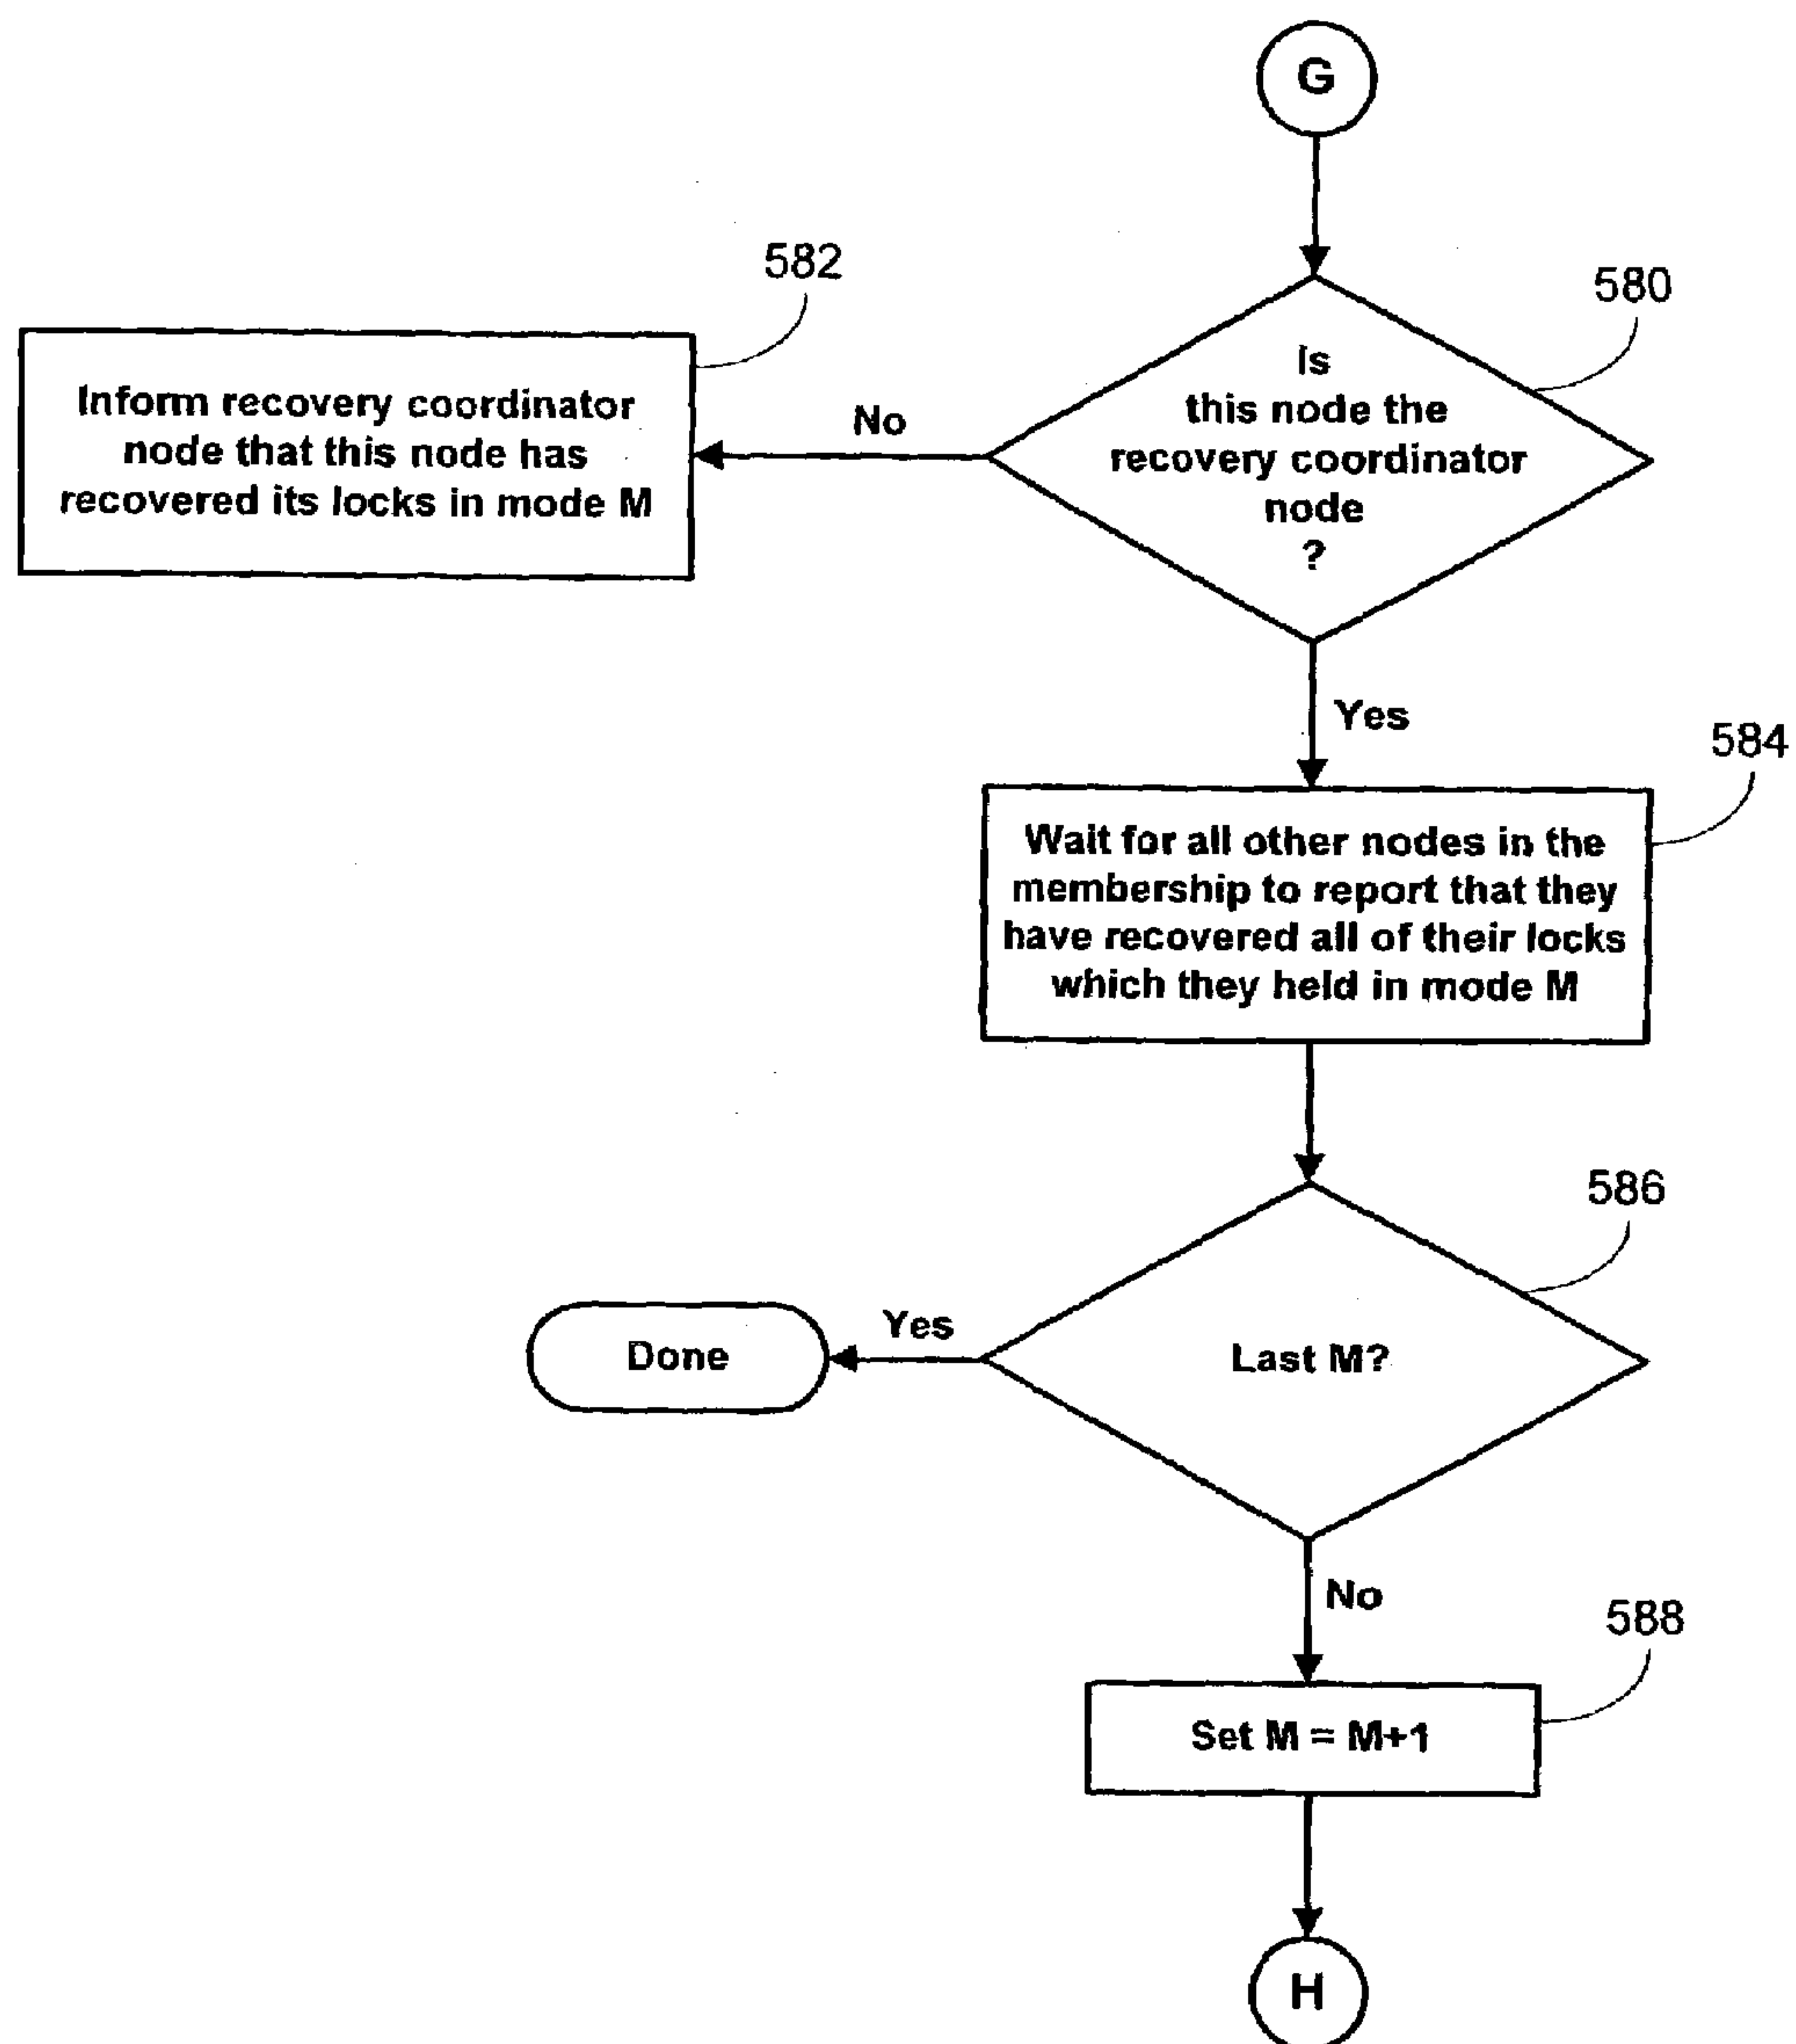 G
582
580
Inform recovery coordinator
node that this node has
recovered its locks in mode M
No
Is
this node the
recovery coordinator
node
?
Yes
584
Wait for all other nodes in the
membership to report that they
have recovered all of their locks
which they held in mode M
586
Done
Yes
Last M?
No
588
Set M = M+1
H